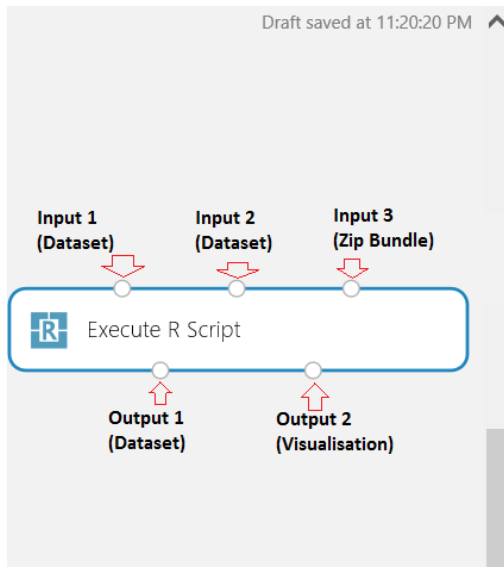 Draft saved at 11:20:20 PM
Input 1
(Dataset)
Input 2
(Dataset)
Input 3
(Zip Bundle)
R
Execute R Script
Output 1
(Dataset)
Output 2
(Visualisation)